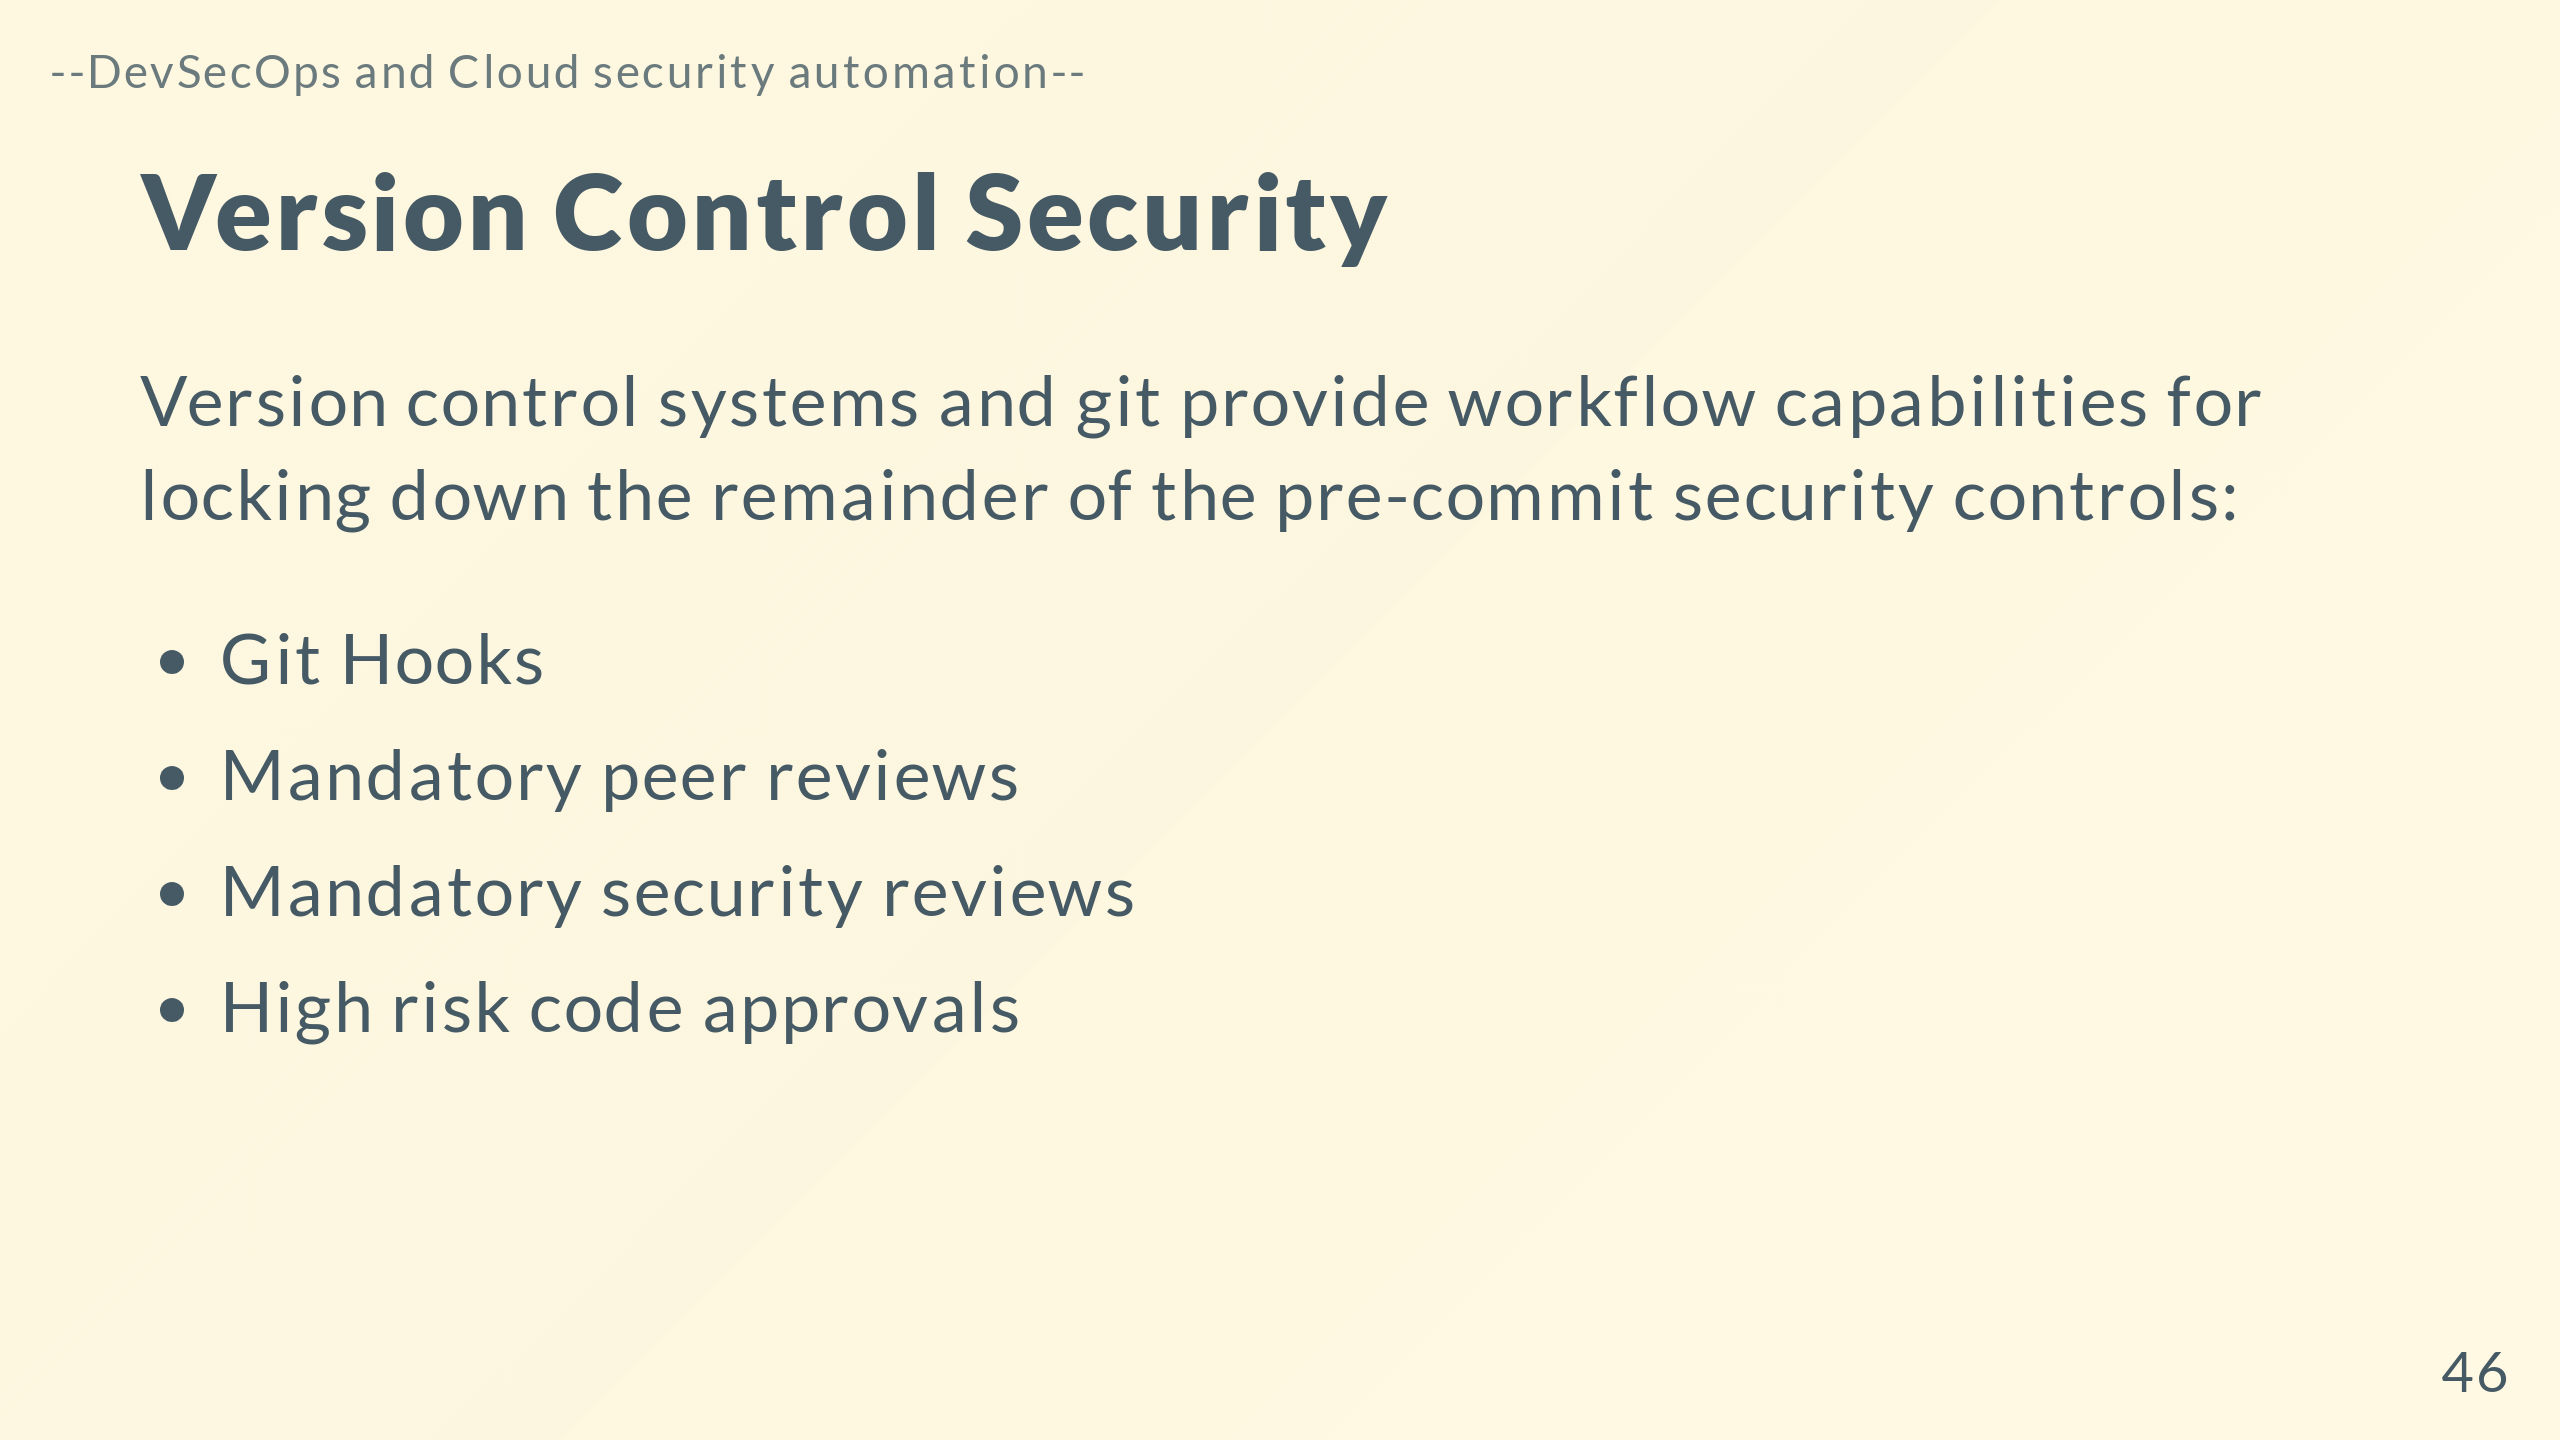 --DevSecOps and Cloud security automation--
Version Control Security
Version control systems and git provide workflow capabilities for
locking down the remainder of the pre-commit security controls:
• Git Hooks
• Mandatory peer reviews
• Mandatory security reviews
• High risk code approvals
46